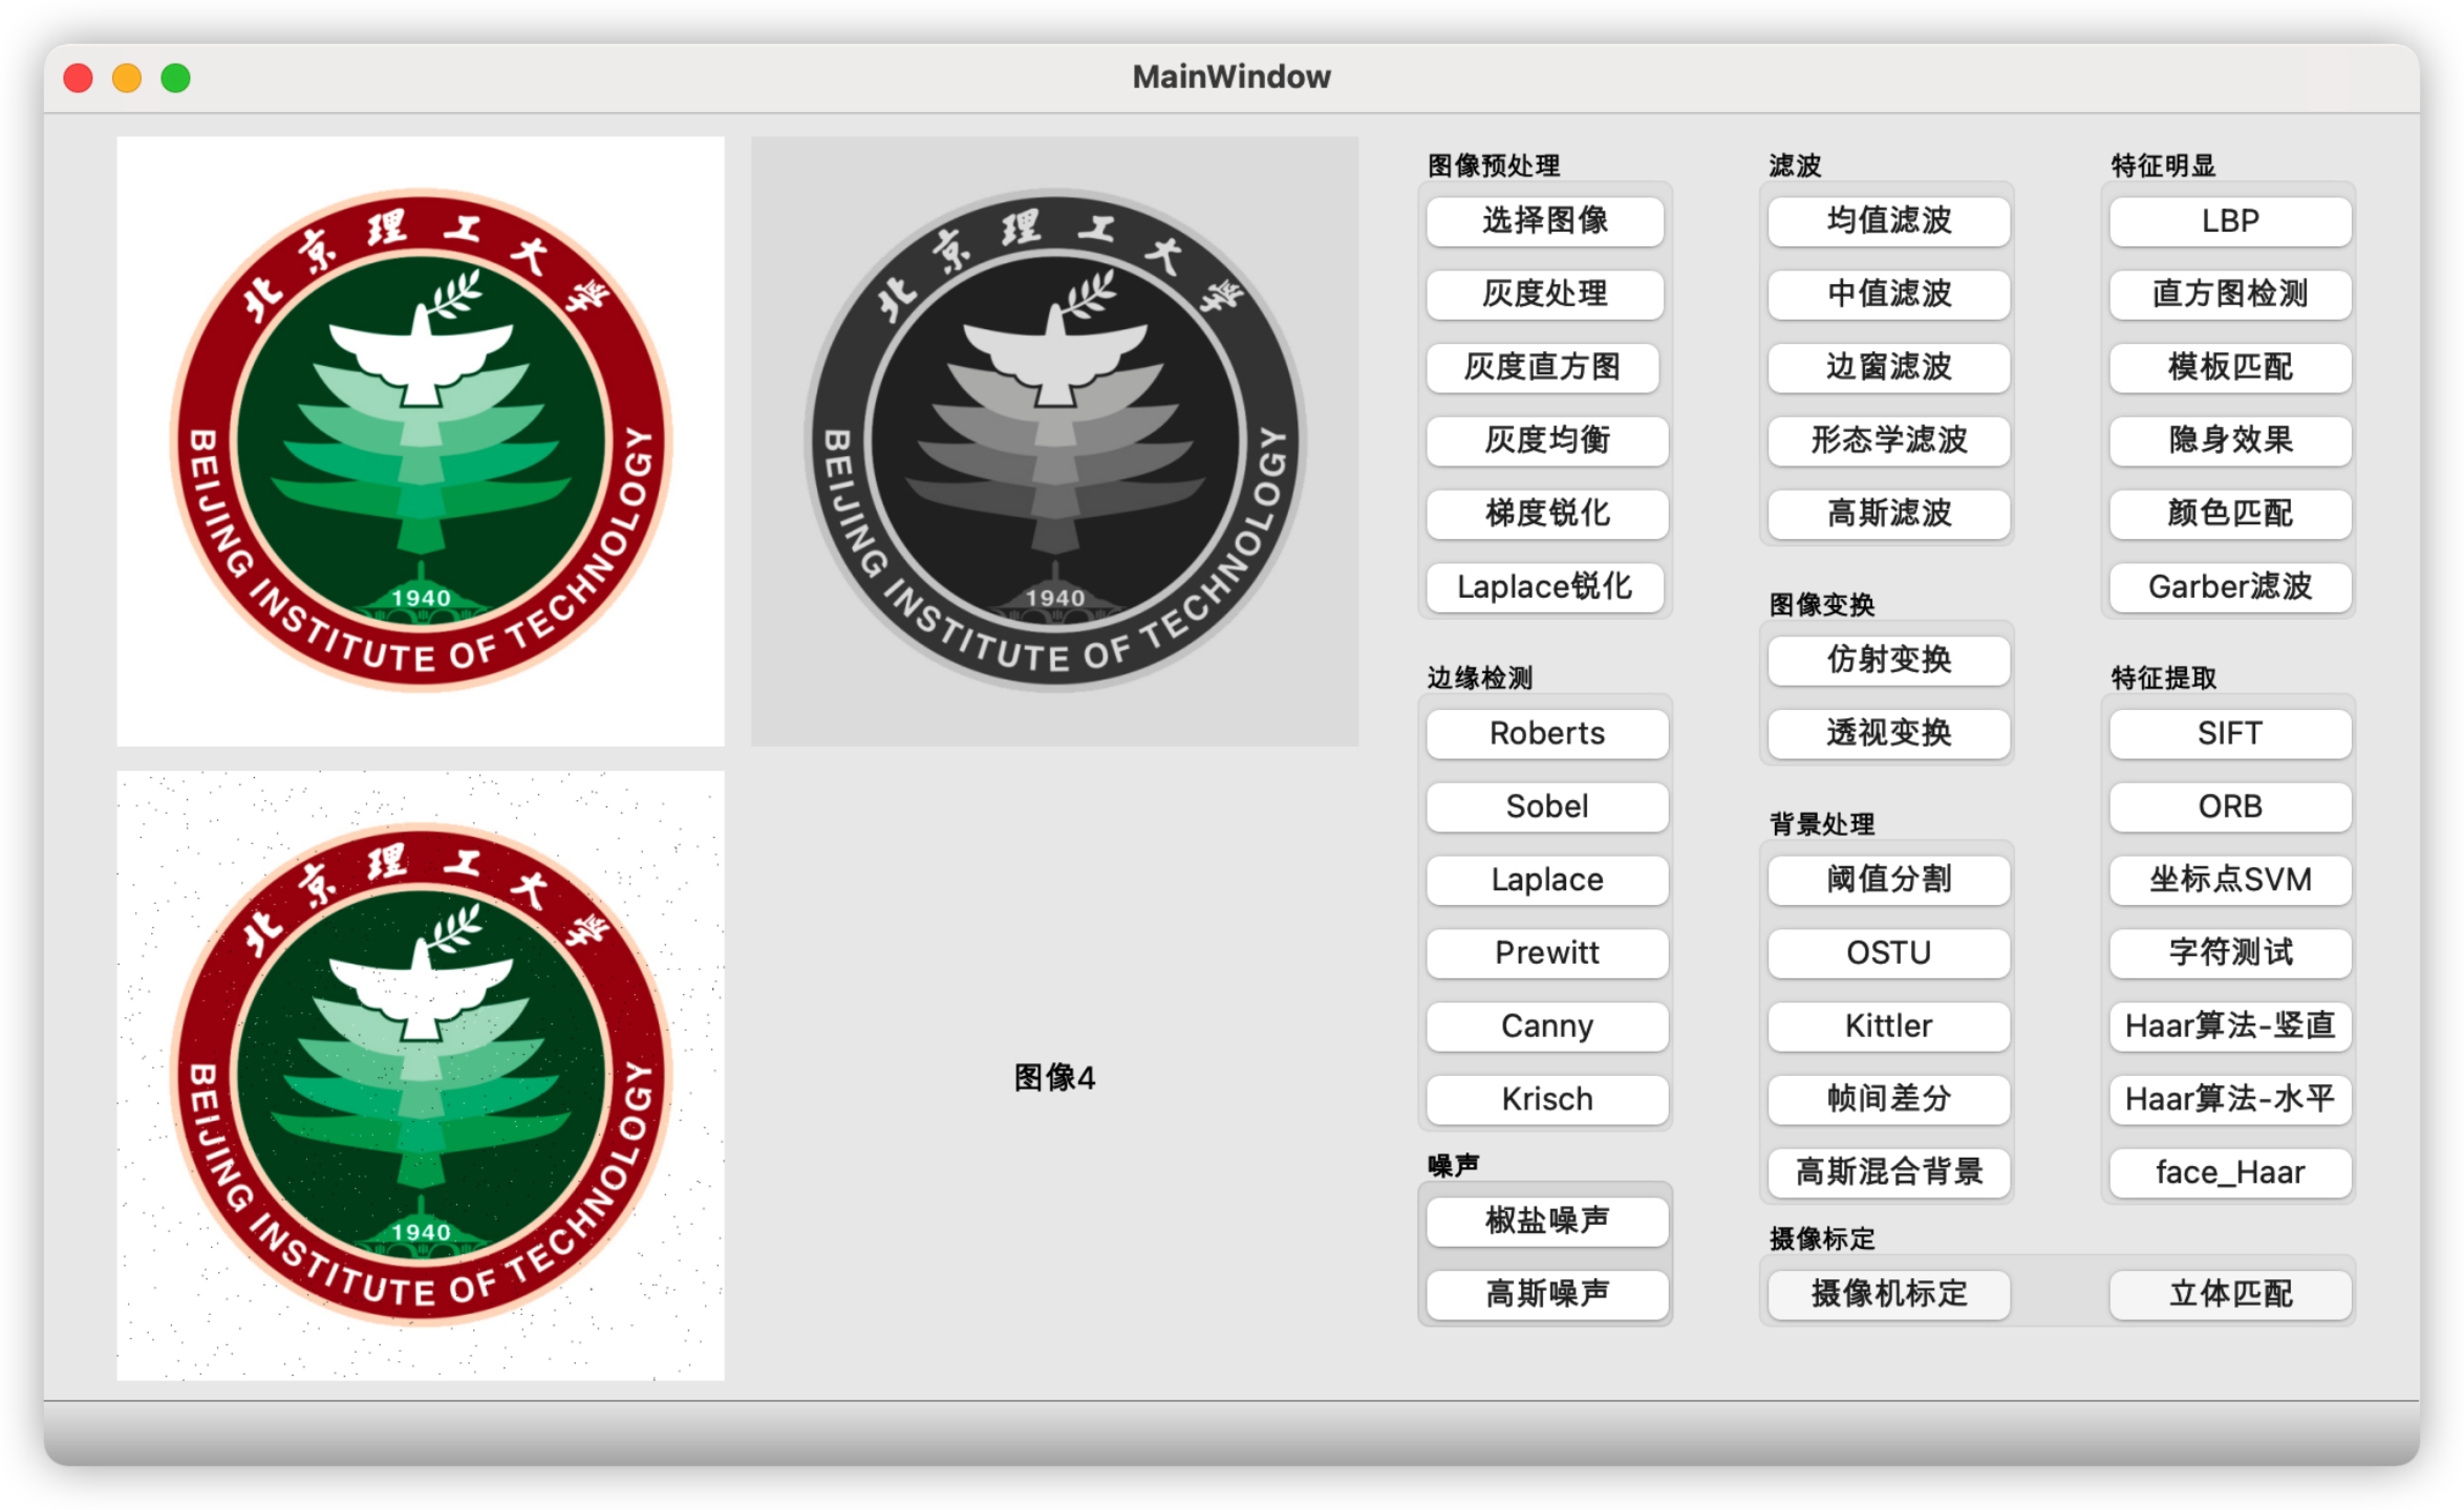 MainWindow
北京理工大学
1940
BEIJING INSTITUTE OF TECHNOLOGY
北京理工大学
1940
BEIJING INSTITUTE OF TECHNOLOGY
北京理工大学
1940
BEIJING INSTITUTE OF TECHNOLOGY
图像4
图像预处理
选择图像
灰度处理
灰度直方图
灰度均衡
梯度锐化
Laplace锐化
边缘检测
Roberts
Sobel
Laplace
Prewitt
Canny
Krisch
噪声
椒盐噪声
高斯噪声
滤波
均值滤波
中值滤波
边窗滤波
形态学滤波
高斯滤波
图像变换
仿射变换
透视变换
背景处理
阈值分割
OSTU
Kittler
帧间差分
高斯混合背景
摄像标定
摄像机标定
立体匹配
特征明显
LBP
直方图检测
模板匹配
隐身效果
颜色匹配
Garber滤波
特征提取
SIFT
ORB
坐标点SVM
字符测试
Haar算法-竖直
Haar算法-水平
face_Haar